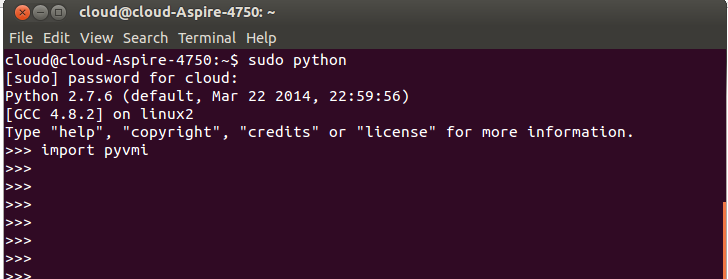 cloud@cloud-Aspire-4750: ~
File Edit View Search Terminal Help
cloud@cloud-Aspire-4750:~$ sudo python
[sudo] password for cloud:
Python 2.7.6 (default, Mar 22 2014, 22:59:56)
[GCC 4.8.2] on linux2
Type "help", "copyright", "credits" or "license" for more information.
>>> import pyvmi
>>>
>>>
>>>
>>>
>>>
>>>
>>>